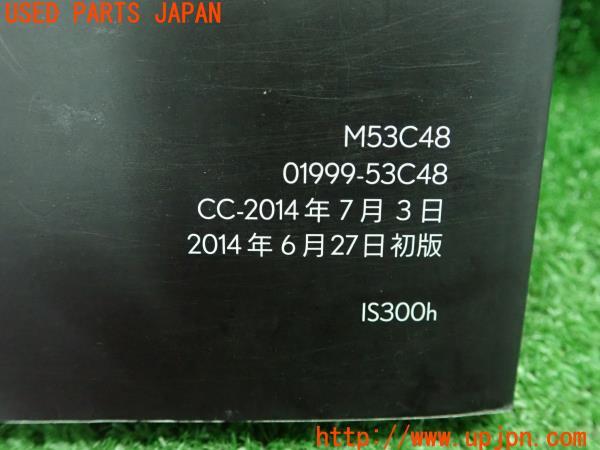 USED PARTS JAPAN
M53C48
01999-53C48
CC-2014年7月3日
2014年6月27日初版
IS300h
http://www.upjpn.com